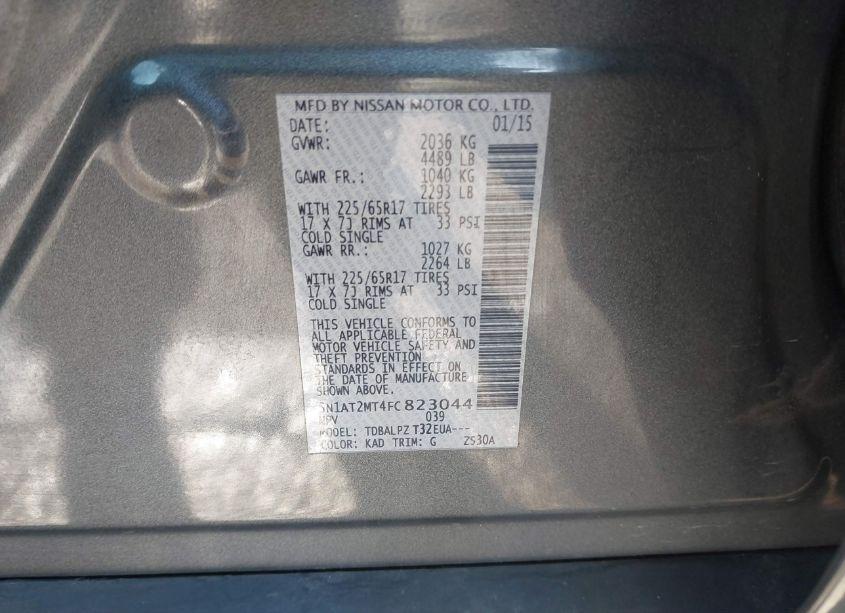 MFD BY NISSAN MOTOR CO., LTD.
DATE: 01/15
GVWR: 2036 KG
4489 LB
GAWR FR.: 1040 KG
2293 LB
WITH 225/65R17 TIRES
17 X 7J RIMS AT 33 PSI
COLD SINGLE
GAWR RR.: 1027 KG
2264 LB
WITH 225/65R17 TIRES
17 X 7J RIMS AT 33 PSI
COLD SINGLE
THIS VEHICLE CONFORMS TO
ALL APPLICABLE FEDERAL
MOTOR VEHICLE SAFETY AND
THEFT PREVENTION
STANDARDS IN EFFECT ON
THE DATE OF MANUFACTURE
SHOWN ABOVE.
5N1AT2MT4FC823044
MPV 039
MODEL: TDBALPZ T32EUA---
COLOR: KAD TRIM: G ZS30A